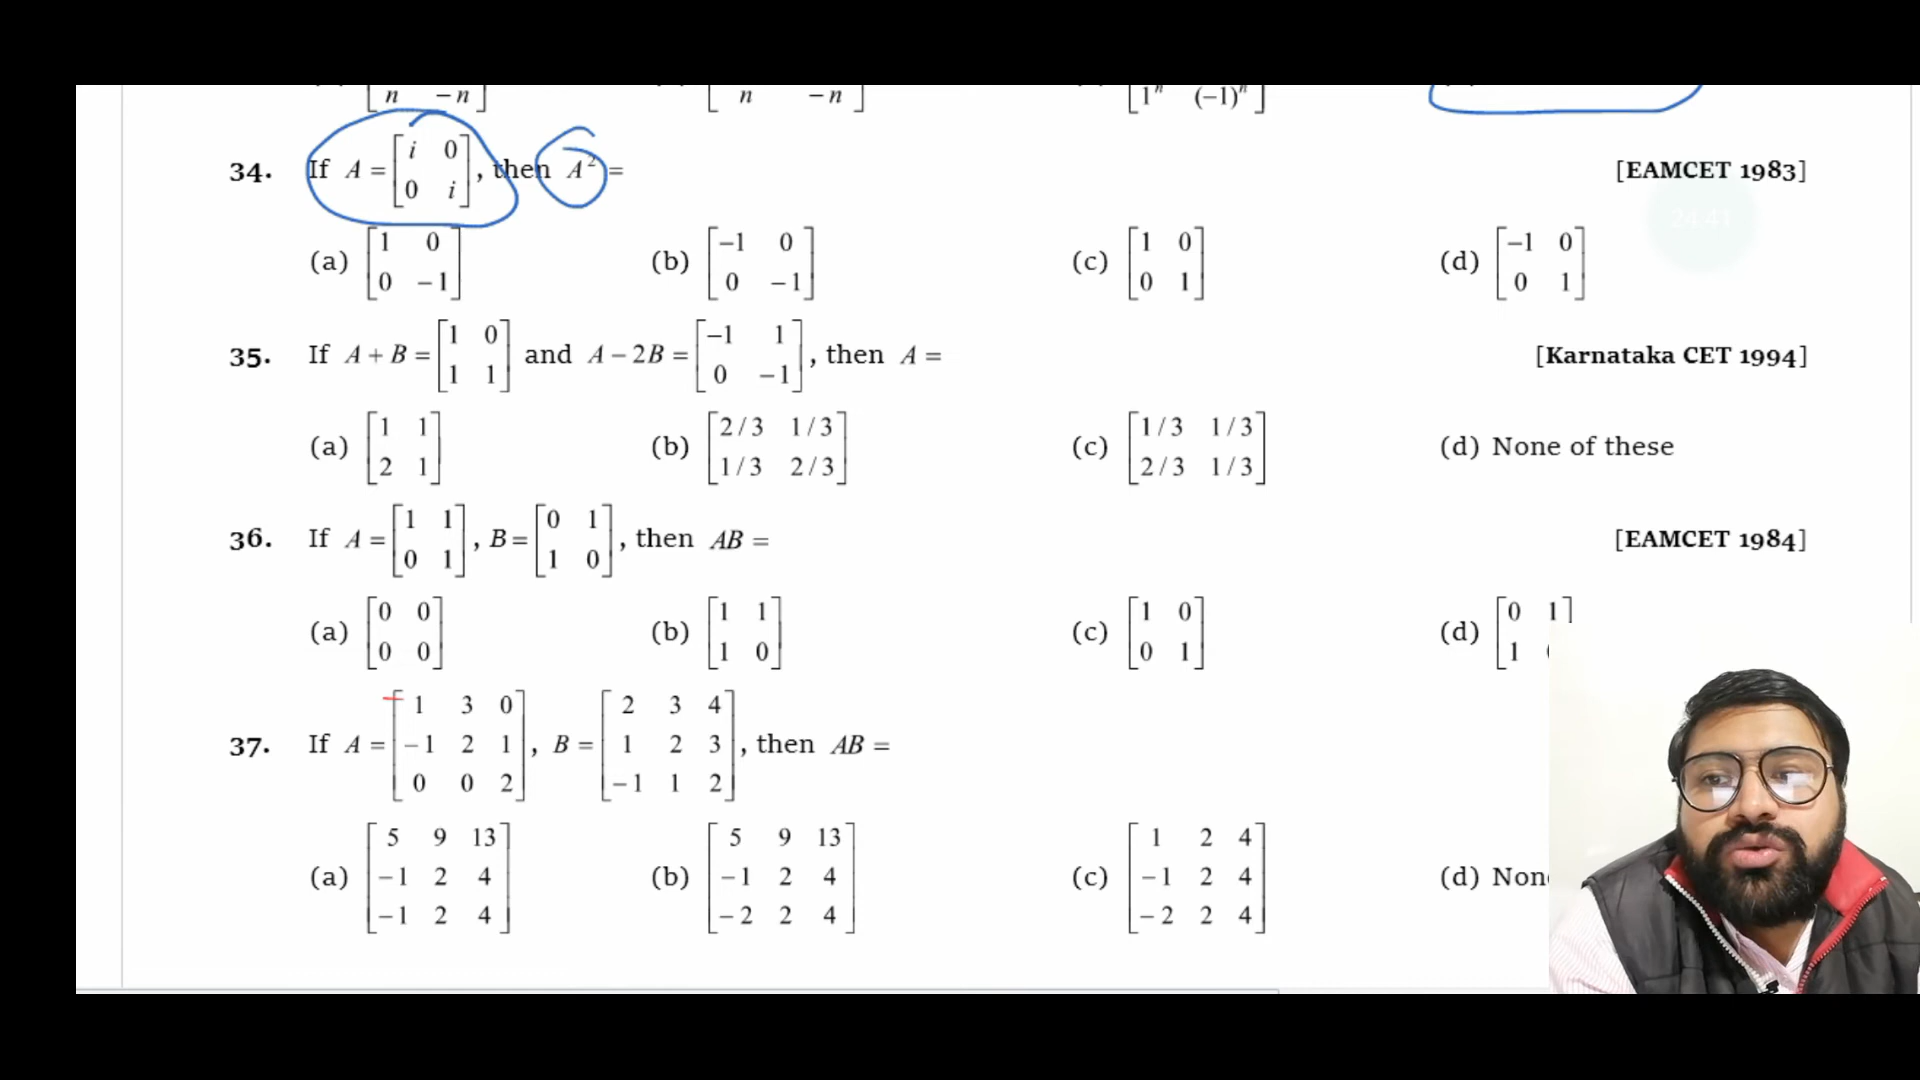 n -n
n -n
1ⁿ (-1)ⁿ
34. If A = [i 0; 0 i], then A² = [EAMCET 1983]
24:41
(a) [1 0; 0 -1] (b) [-1 0; 0 -1] (c) [1 0; 0 1] (d) [-1 0; 0 1]
35. If A + B = [1 0; 1 1] and A - 2B = [-1 1; 0 -1], then A = [Karnataka CET 1994]
(a) [1 1; 2 1] (b) [2/3 1/3; 1/3 2/3] (c) [1/3 1/3; 2/3 1/3] (d) None of these
36. If A = [1 1; 0 1], B = [0 1; 1 0], then AB = [EAMCET 1984]
(a) [0 0; 0 0] (b) [1 1; 1 0] (c) [1 0; 0 1] (d) [0 1; 1
37. If A = [1 3 0; -1 2 1; 0 0 2], B = [2 3 4; 1 2 3; -1 1 2], then AB =
(a) [5 9 13; -1 2 4; -1 2 4] (b) [5 9 13; -1 2 4; -2 2 4] (c) [1 2 4; -1 2 4; -2 2 4] (d) Non